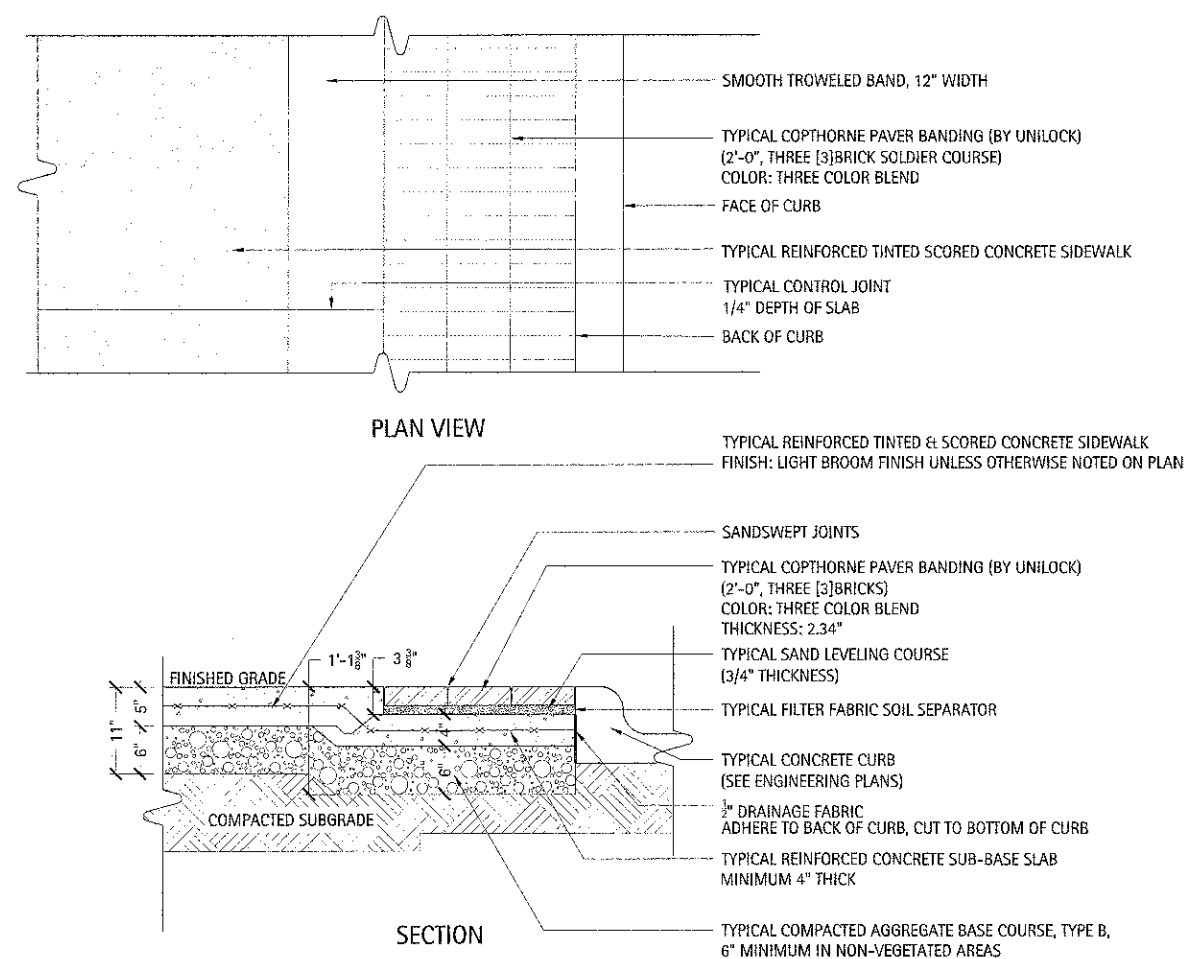 SMOOTH TROWELED BAND, 12" WIDTH
TYPICAL COPTHORNE PAVER BANDING (BY UNILOCK)
(2'-0", THREE [3]BRICK SOLDIER COURSE)
COLOR: THREE COLOR BLEND
FACE OF CURB
TYPICAL REINFORCED TINTED SCORED CONCRETE SIDEWALK
TYPICAL CONTROL JOINT
1/4" DEPTH OF SLAB
BACK OF CURB
PLAN VIEW
TYPICAL REINFORCED TINTED & SCORED CONCRETE SIDEWALK
FINISH: LIGHT BROOM FINISH UNLESS OTHERWISE NOTED ON PLAN
SANDSWEPT JOINTS
TYPICAL COPTHORNE PAVER BANDING (BY UNILOCK)
(2'-0", THREE [3]BRICKS)
COLOR: THREE COLOR BLEND
THICKNESS: 2.34"
TYPICAL SAND LEVELING COURSE
(3/4" THICKNESS)
TYPICAL FILTER FABRIC SOIL SEPARATOR
TYPICAL CONCRETE CURB
(SEE ENGINEERING PLANS)
1/2" DRAINAGE FABRIC
ADHERE TO BACK OF CURB, CUT TO BOTTOM OF CURB
TYPICAL REINFORCED CONCRETE SUB-BASE SLAB
MINIMUM 4" THICK
TYPICAL COMPACTED AGGREGATE BASE COURSE, TYPE B,
6" MINIMUM IN NON-VEGETATED AREAS
FINISHED GRADE
1'-1 3/8"
3 3/8"
11"
5"
6"
4"
6"
COMPACTED SUBGRADE
SECTION